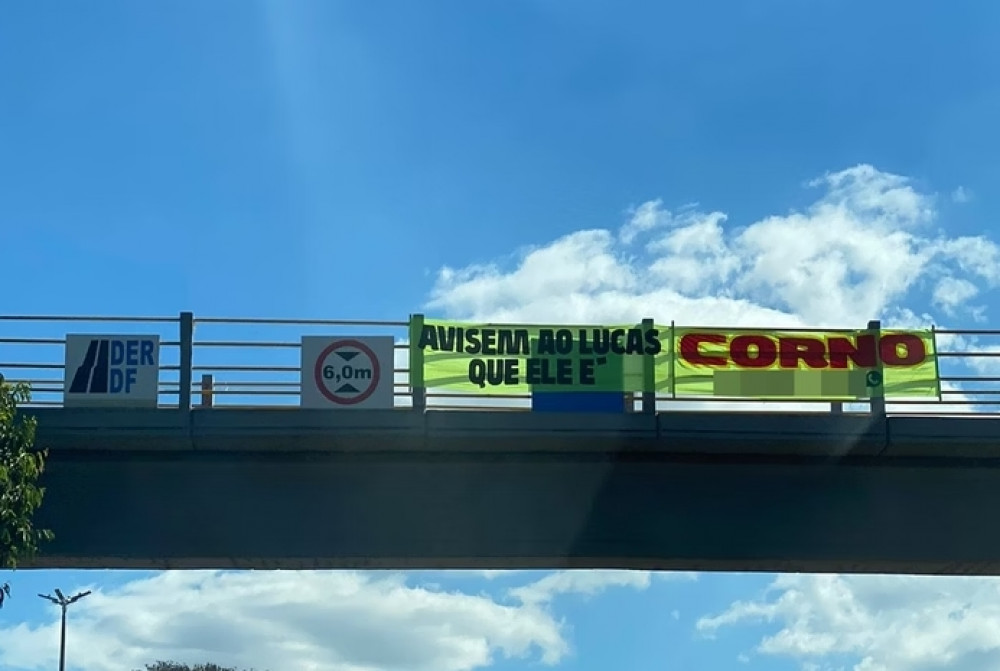 DER
DF
6,0m
AVISEM AO LUCAS
QUE ELE É
CORNO